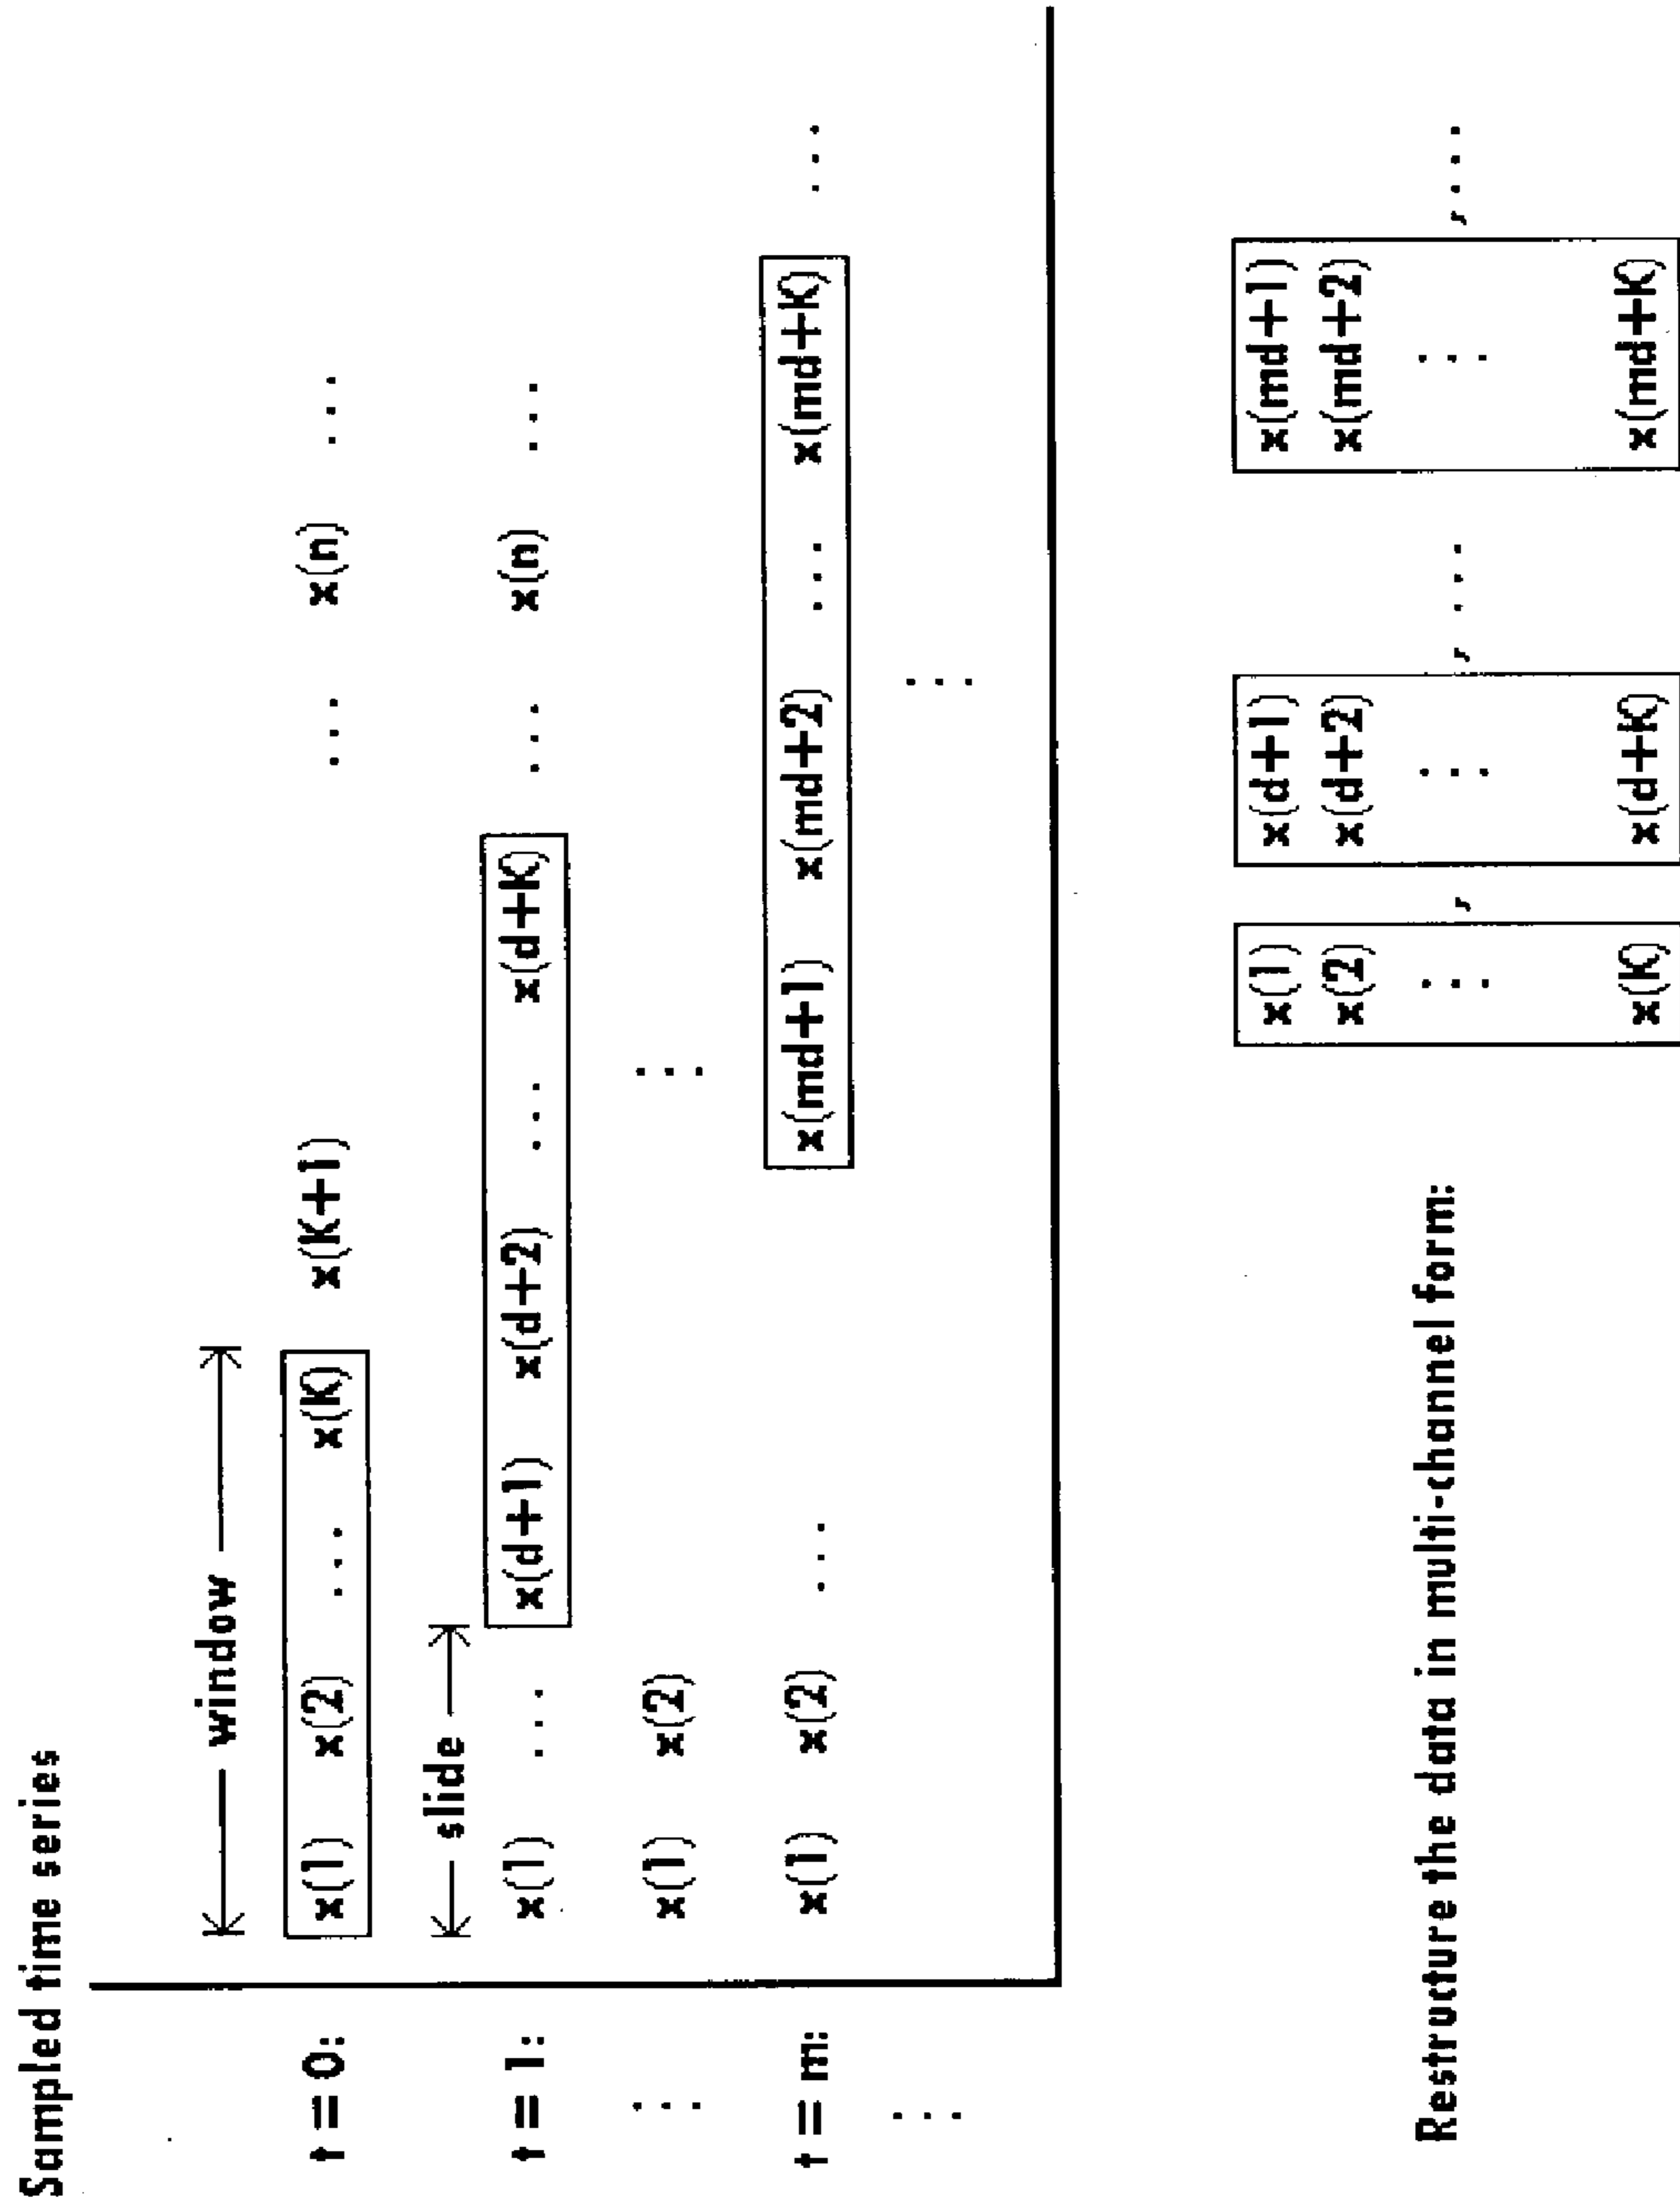 Sampled time series
window
t = 0: x(1) x(2) ... x(K) x(K+1) ... x(n) ...
slide
t = 1: x(1) ... x(d+1) x(d+2) ... x(d+K) ... x(n) ...
... x(1) x(2) ...
t = m: x(1) x(2) ... x(md+1) x(md+2) ... x(md+K) ...
... ...
Restructure the data in multi-channel form:
x(1) x(d+1) x(md+1)
x(2) x(d+2) x(md+2)
... , ... , ... ... , ...
x(K) x(d+K) x(md+K)